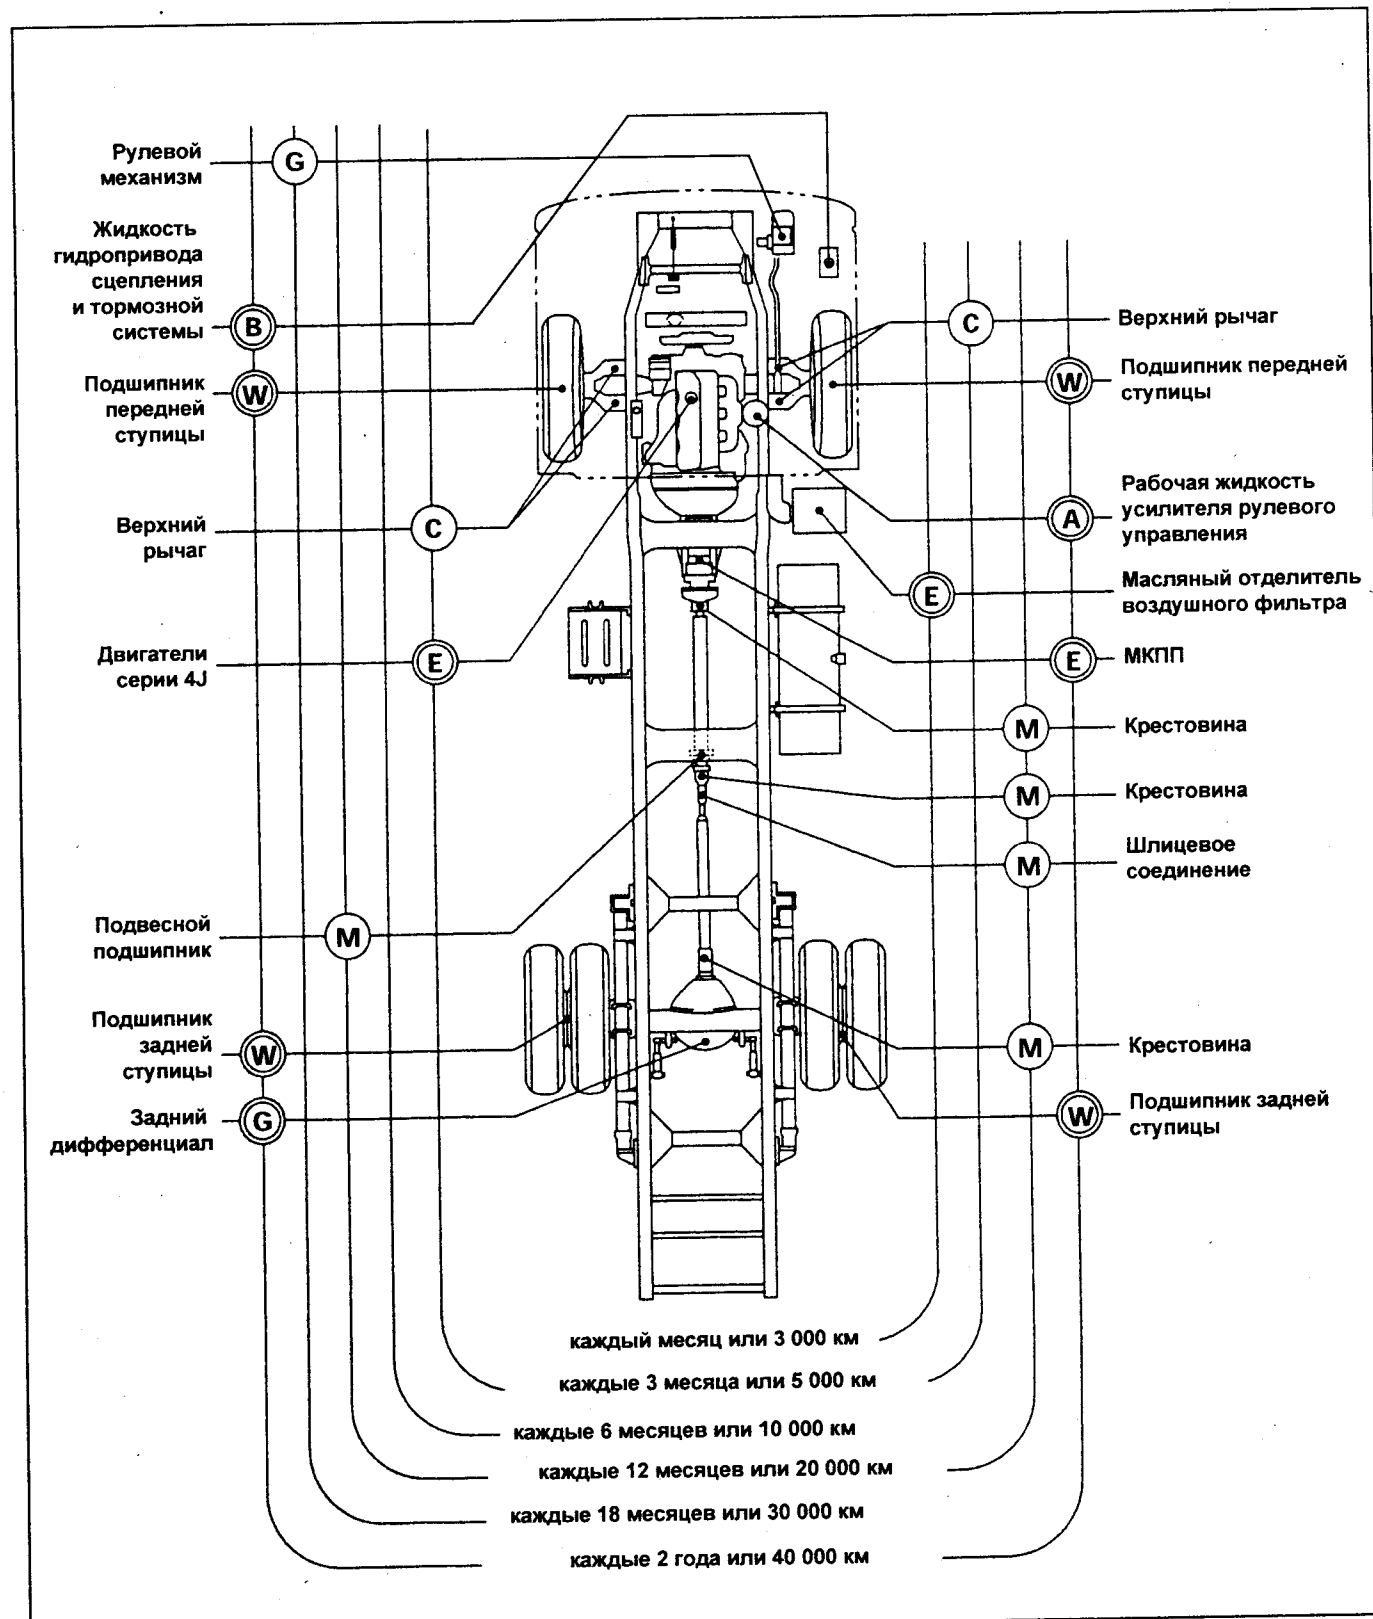 Рулевой
механизм
G
Жидкость
гидропривода
сцепления
и тормозной
системы
B
Подшипник
передней
ступицы
W
Верхний
рычаг
C
Двигатели
серии 4J
E
Подвесной
подшипник
M
Подшипник
задней
ступицы
W
Задний
дифференциал
G
C
Верхний рычаг
W
Подшипник передней
ступицы
A
Рабочая жидкость
усилителя рулевого
управления
E
Масляный отделитель
воздушного фильтра
E
МКПП
M
Крестовина
M
Крестовина
M
Шлицевое
соединение
M
Крестовина
W
Подшипник задней
ступицы
каждый месяц или 3 000 км
каждые 3 месяца или 5 000 км
каждые 6 месяцев или 10 000 км
каждые 12 месяцев или 20 000 км
каждые 18 месяцев или 30 000 км
каждые 2 года или 40 000 км